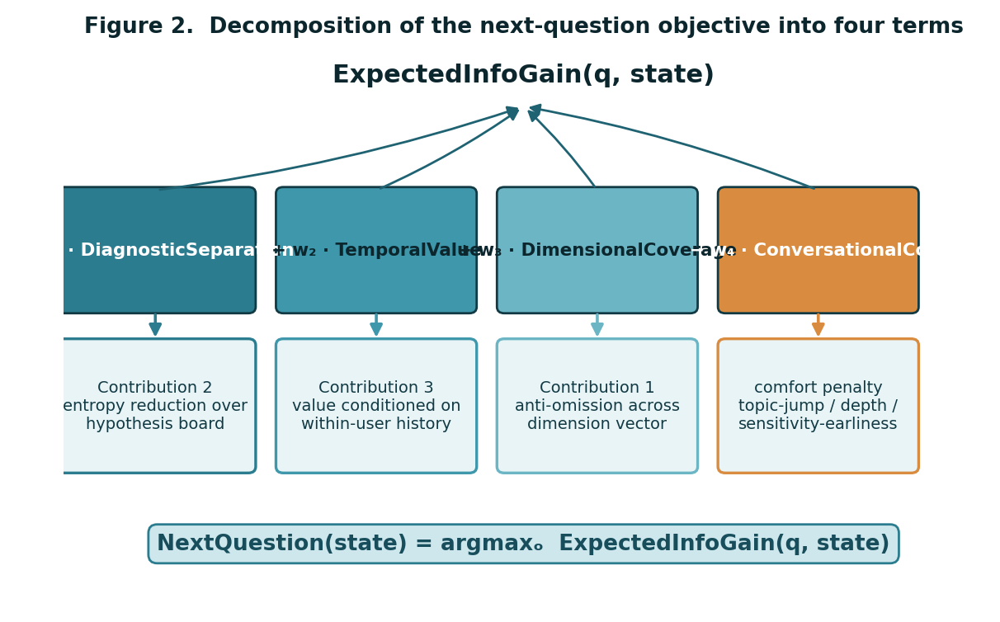 Figure 2.  Decomposition of the next-question objective into four terms
ExpectedInfoGain(q, state)
· DiagnosticSeparation
+ w₂ · TemporalValue
+ w₃ · DimensionalCoverage
− w₄ · ConversationalCo
Contribution 2
entropy reduction over
hypothesis board
Contribution 3
value conditioned on
within-user history
Contribution 1
anti-omission across
dimension vector
comfort penalty
topic-jump / depth /
sensitivity-earliness
NextQuestion(state) = argmaxₒ  ExpectedInfoGain(q, state)